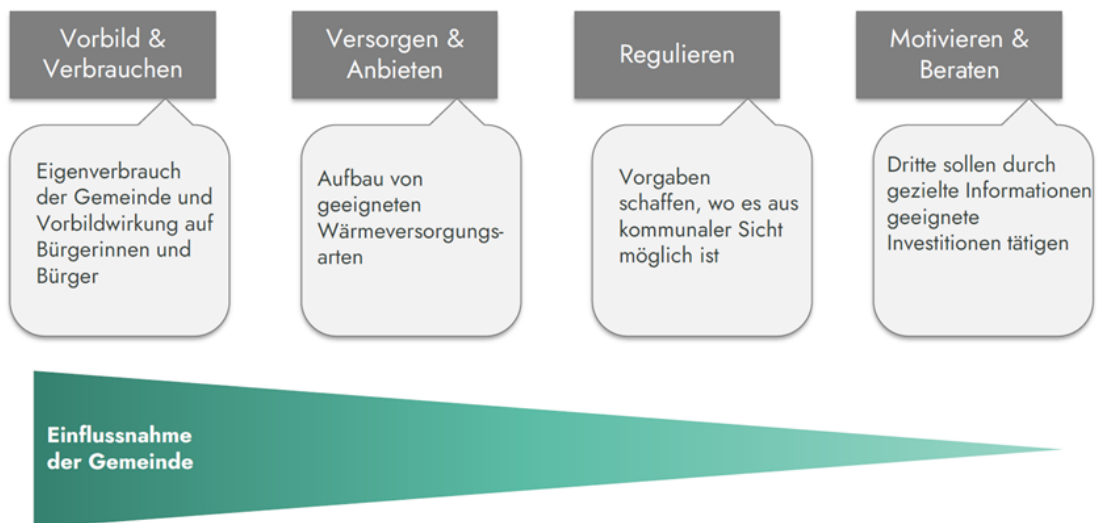 Vorbild &
Verbrauchen
Versorgen &
Anbieten
Regulieren
Motivieren &
Beraten
Eigenverbrauch
der Gemeinde und
Vorbildwirkung auf
Bürgerinnen und
Bürger
Aufbau von
geeigneten
Wärmeversorgungs-
arten
Vorgaben
schaffen, wo es aus
kommunaler Sicht
möglich ist
Dritte sollen durch
gezielte Informationen
geeignete
Investitionen tätigen
Einflussnahme
der Gemeinde